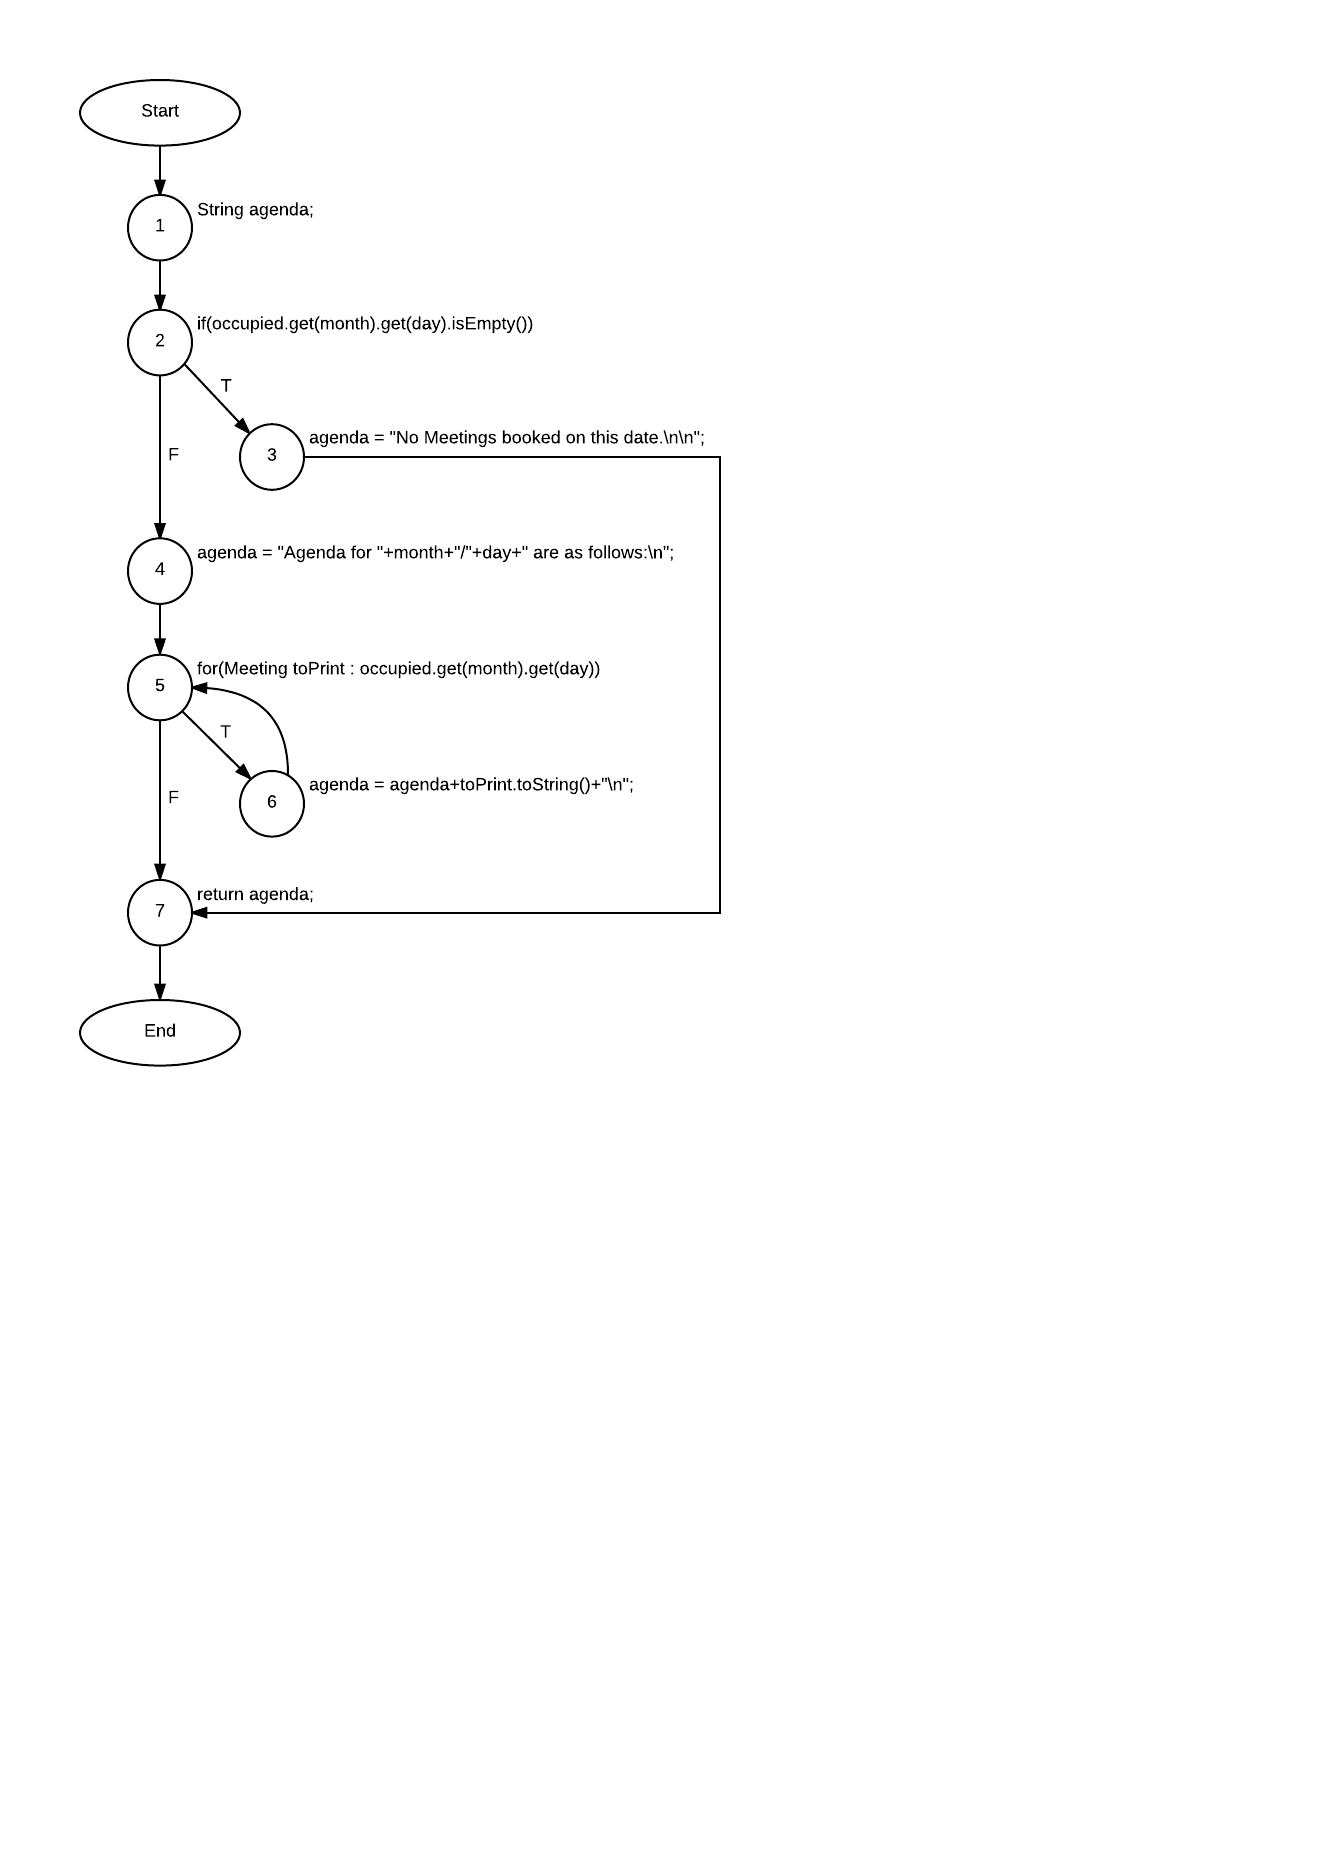 Start
1
String agenda;
2
if(occupied.get(month).get(day).isEmpty())
T
F
3
agenda = "No Meetings booked on this date.\n\n";
4
agenda = "Agenda for "+month+"/"+day+" are as follows:\n";
5
for(Meeting toPrint : occupied.get(month).get(day))
T
F
6
agenda = agenda+toPrint.toString()+"\n";
7
return agenda;
End